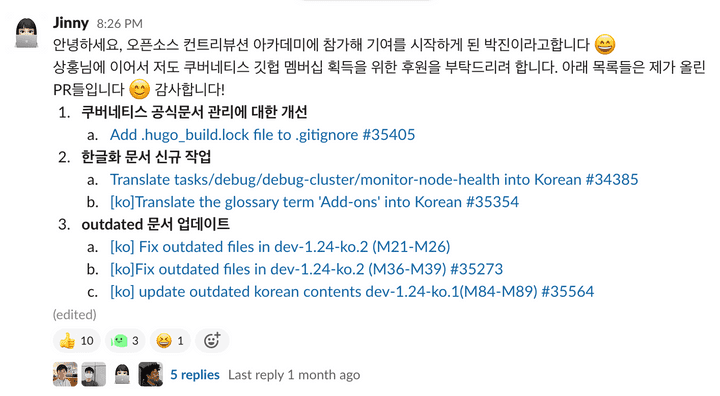 Jinny 8:26 PM
안녕하세요, 오픈소스 컨트리뷰션 아카데미에 참가해 기여를 시작하게 된 박진이라고합니다 😄
상홍님에 이어서 저도 쿠버네티스 깃헙 멤버십 획득을 위한 후원을 부탁드리려 합니다. 아래 목록들은 제가 올린
PR들입니다 😊 감사합니다!
1. 쿠버네티스 공식문서 관리에 대한 개선
a. Add .hugo_build.lock file to .gitignore #35405
2. 한글화 문서 신규 작업
a. Translate tasks/debug/debug-cluster/monitor-node-health into Korean #34385
b. [ko]Translate the glossary term 'Add-ons' into Korean #35354
3. outdated 문서 업데이트
a. [ko] Fix outdated files in dev-1.24-ko.2 (M21-M26)
b. [ko]Fix outdated files in dev-1.24-ko.2 (M36-M39) #35273
c. [ko] update outdated korean contents dev-1.24-ko.1(M84-M89) #35564
(edited)
👍 10 3 😆 1
5 replies Last reply 1 month ago